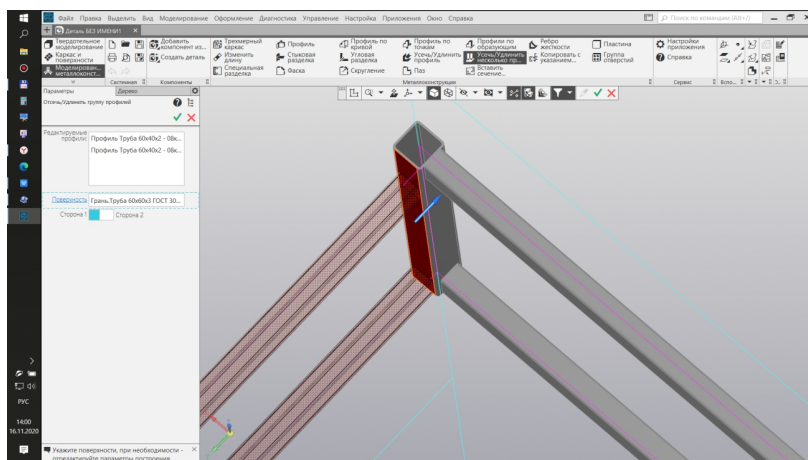 Файл Правка Выделить Вид Моделирование Оформление Диагностика Управление Настройка Приложения Окно Справка
Поиск по командам (Alt+/)
Деталь БЕЗ ИМЕНИ1
Твердотельное моделирование
Каркас и поверхности
Моделирован... металлоконст...
Добавить компонент из...
Создать деталь
Трехмерный каркас
Изменить длину
Специальная разделка
Профиль
Стыковая разделка
Фаска
Профиль по кривой
Угловая разделка
Скругление
Профиль по точкам
Усечь/Удлинить профиль
Паз
Профили по образующим
Усечь/Удлинить несколько пр...
Вставить сечение...
Ребро жесткости
Копировать с указанием...
Пластина
Группа отверстий
Настройки приложения
Справка
Системная
Компоненты
Металлоконструкции
Сервис
Параметры
Дерево
Отсечь/Удлинить группу профилей
Редактируемые профили:
Профиль Труба 60х40х2 - 08к...
Профиль Труба 60х40х2 - 08к...
Поверхность
Грань.Труба 60х60х3 ГОСТ 30...
Сторона 1
Сторона 2
РУС
14:00
16.11.2020
Укажите поверхности, при необходимости -
отредактируйте параметры построения